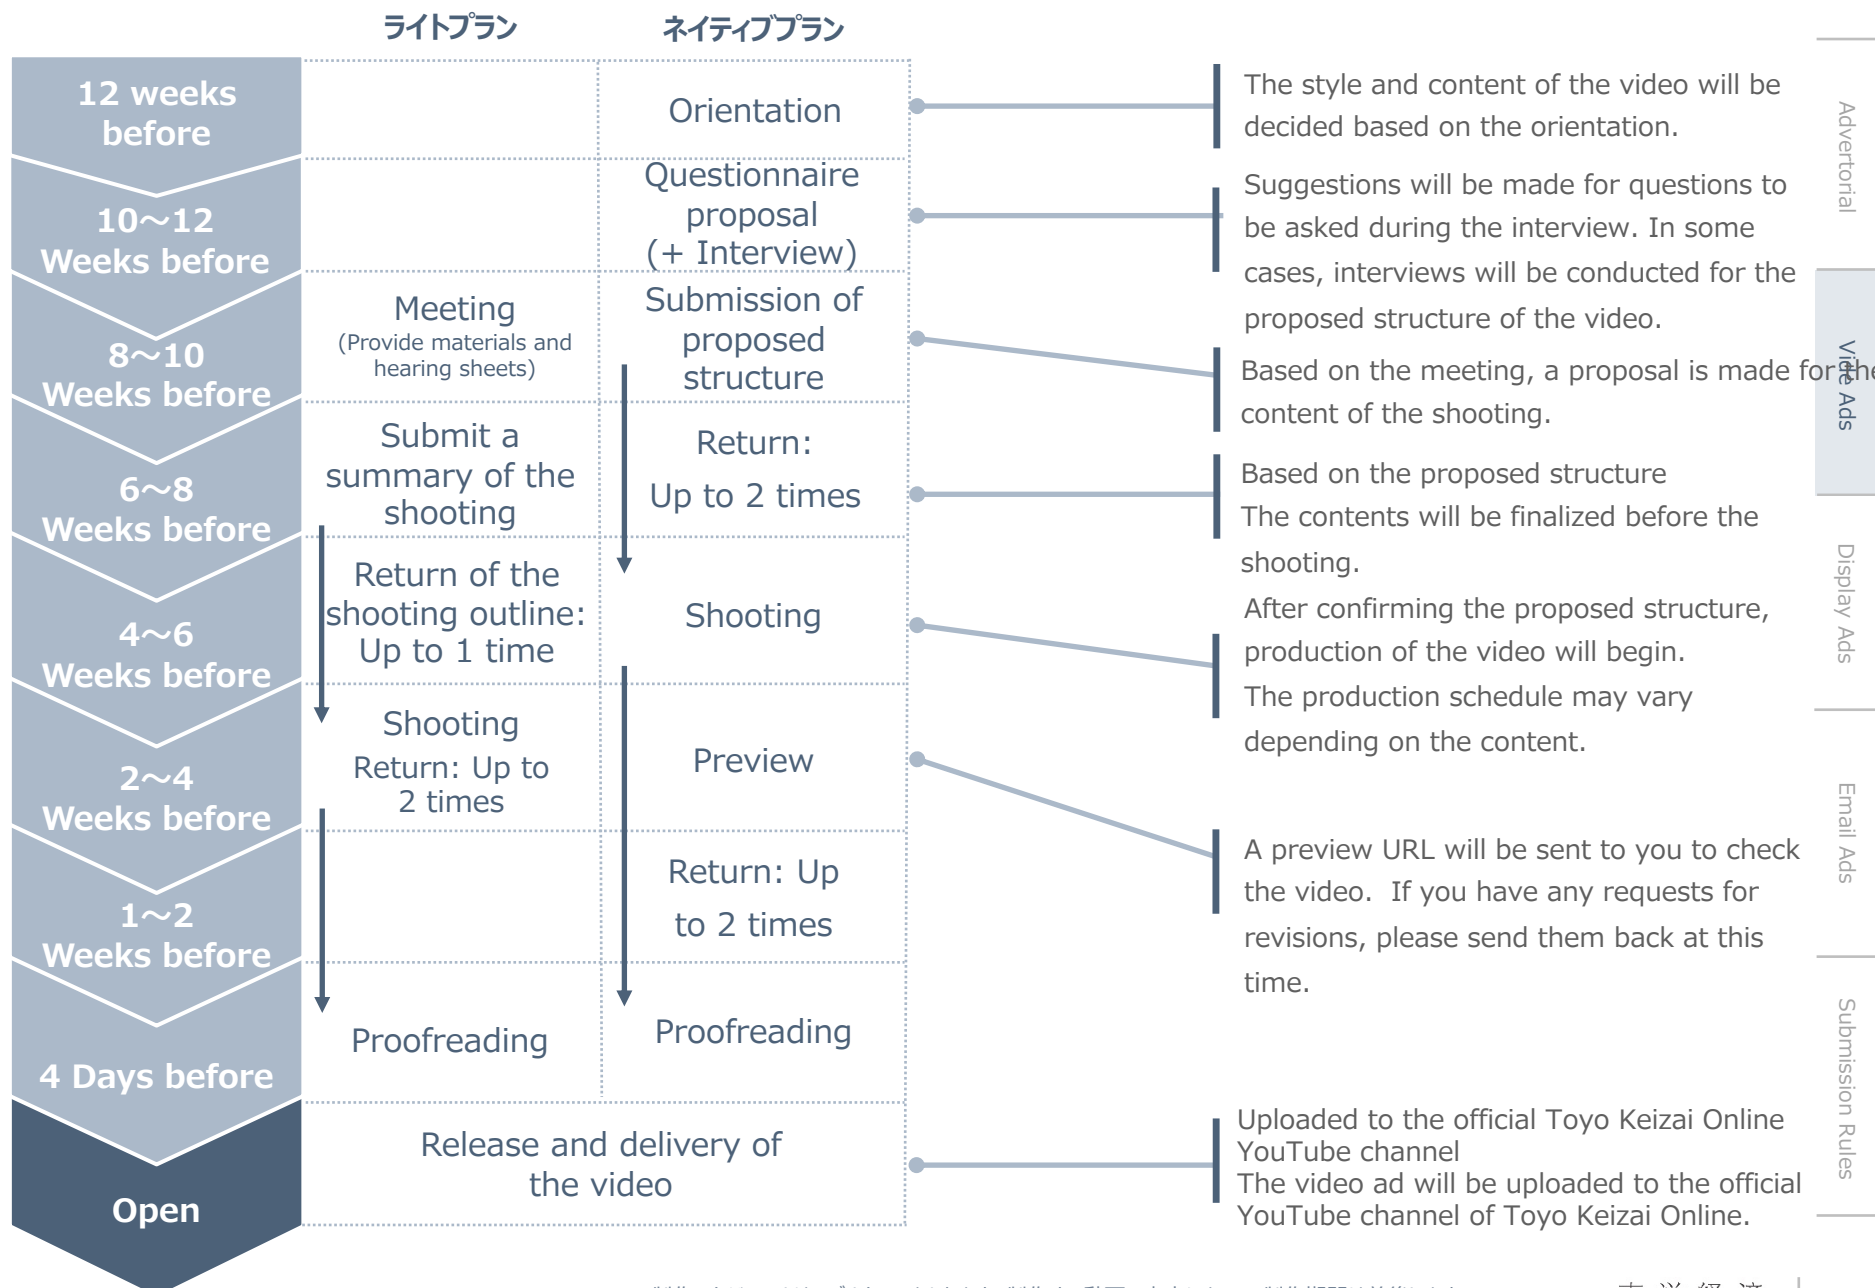 ライトプラン
ネイティブプラン
12 weeks
before
Orientation
The style and content of the video will be
decided based on the orientation.
10～12
Weeks before
Questionnaire
proposal
(+ Interview)
Suggestions will be made for questions to
be asked during the interview. In some
cases, interviews will be conducted for the
proposed structure of the video.
8～10
Weeks before
Meeting
(Provide materials and
hearing sheets)
Submission of
proposed
structure
Based on the meeting, a proposal is made for the
content of the shooting.
6～8
Weeks before
Submit a
summary of the
shooting
Return:
Up to 2 times
Based on the proposed structure
The contents will be finalized before the
shooting.
4～6
Weeks before
Return of the
shooting outline:
Up to 1 time
Shooting
After confirming the proposed structure,
production of the video will begin.
The production schedule may vary
depending on the content.
2～4
Weeks before
Shooting
Return: Up to
2 times
Preview
A preview URL will be sent to you to check
the video.  If you have any requests for
revisions, please send them back at this
time.
1～2
Weeks before
Return: Up
to 2 times
4 Days before
Proofreading
Proofreading
Open
Release and delivery of
the video
Uploaded to the official Toyo Keizai Online
YouTube channel
The video ad will be uploaded to the official
YouTube channel of Toyo Keizai Online.
Advertorial
Vide Ads
Display Ads
Email Ads
Submission Rules